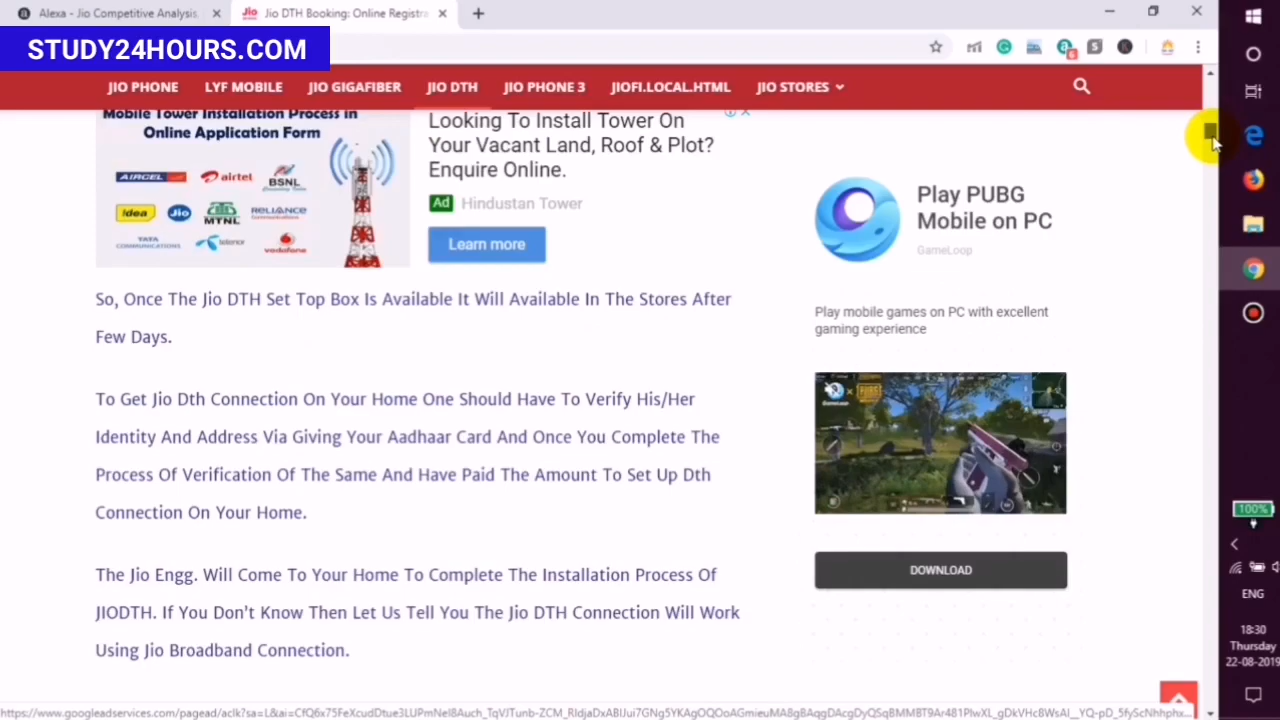 Alexa - Jio Competitive Analysis,
Jio DTH Booking: Online Registra
STUDY24HOURS.COM
JIO PHONE LYF MOBILE JIO GIGAFIBER JIO DTH JIO PHONE 3 JIOFI.LOCAL.HTML JIO STORES
Mobile Tower Installation Process in
Online Application Form
AIRCEL airtel BSNL
idea Jio MTNL RELIANCE
TATA telenor vodafone
COMMUNICATIONS
Looking To Install Tower On
Your Vacant Land, Roof & Plot?
Enquire Online.
Ad Hindustan Tower
Learn more
So, Once The Jio DTH Set Top Box Is Available It Will Available In The Stores After
Few Days.
To Get Jio Dth Connection On Your Home One Should Have To Verify His/Her
Identity And Address Via Giving Your Aadhaar Card And Once You Complete The
Process Of Verification Of The Same And Have Paid The Amount To Set Up Dth
Connection On Your Home.
The Jio Engg. Will Come To Your Home To Complete The Installation Process Of
JIODTH. If You Don't Know Then Let Us Tell You The Jio DTH Connection Will Work
Using Jio Broadband Connection.
Play PUBG
Mobile on PC
GameLoop
Play mobile games on PC with excellent
gaming experience
DOWNLOAD
100%
ENG
18:30
Thursday
22-08-2019